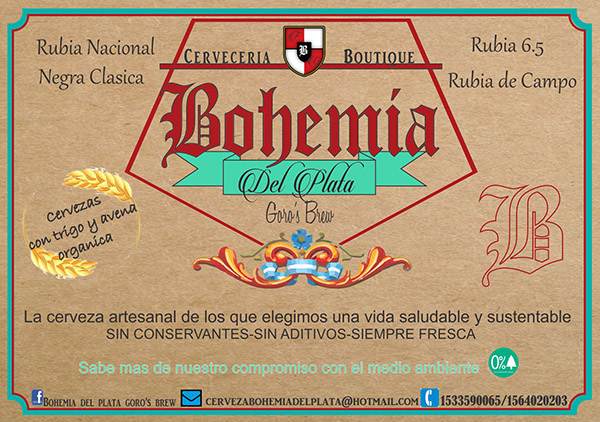 Rubia Nacional
Negra Clasica
CERVECERIA BOUTIQUE
Rubia 6.5
Rubia de Campo
B
Bohemia
Del Plata
Goro's Brew
cervezas
con trigo y avena
organica
B
La cerveza artesanal de los que elegimos una vida saludable y sustentable
SIN CONSERVANTES-SIN ADITIVOS-SIEMPRE FRESCA
Sabe mas de nuestro compromiso con el medio ambiente 0%
f BOHEMIA DEL PLATA GORO'S BREW CERVEZABOHEMIADELPLATA@HOTMAIL.COM 1533590065/1564020203